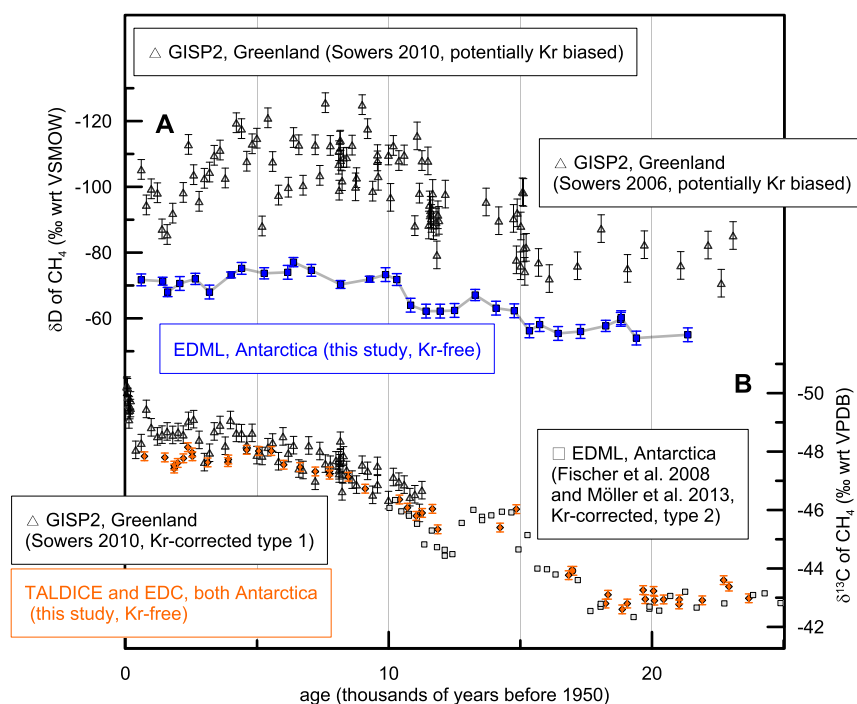 △ GISP2, Greenland (Sowers 2010, potentially Kr biased)
A
δD of CH₄ (‰ wrt VSMOW)
-120
-100
-80
-60
△ GISP2, Greenland
(Sowers 2006, potentially Kr biased)
EDML, Antarctica (this study, Kr-free)
B
δ¹³C of CH₄ (‰ wrt VPDB)
-50
-48
-46
-44
-42
□ EDML, Antarctica
(Fischer et al. 2008
and Möller et al. 2013,
Kr-corrected, type 2)
△ GISP2, Greenland
(Sowers 2010, Kr-corrected type 1)
TALDICE and EDC, both Antarctica
(this study, Kr-free)
0 10 20
age (thousands of years before 1950)